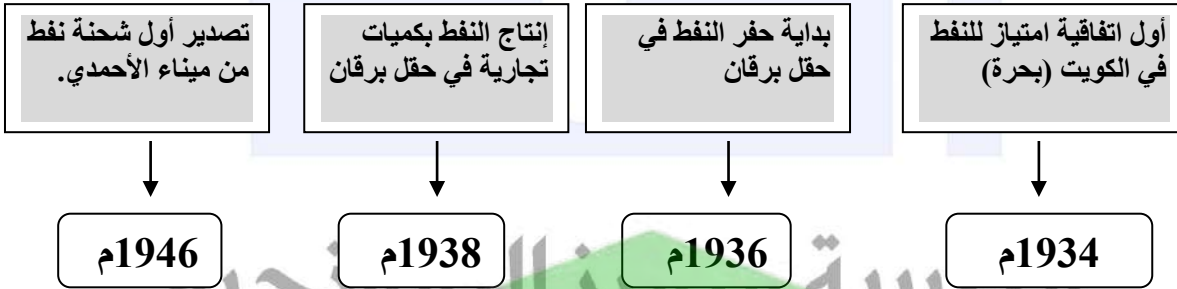 أول اتفاقية امتياز للنفط
في الكويت (بحرة)
بداية حفر النفط في
حقل برقان
إنتاج النفط بكميات
تجارية في حقل برقان
تصدير أول شحنة نفط
من ميناء الأحمدي.
1934م
1936م
1938م
1946م